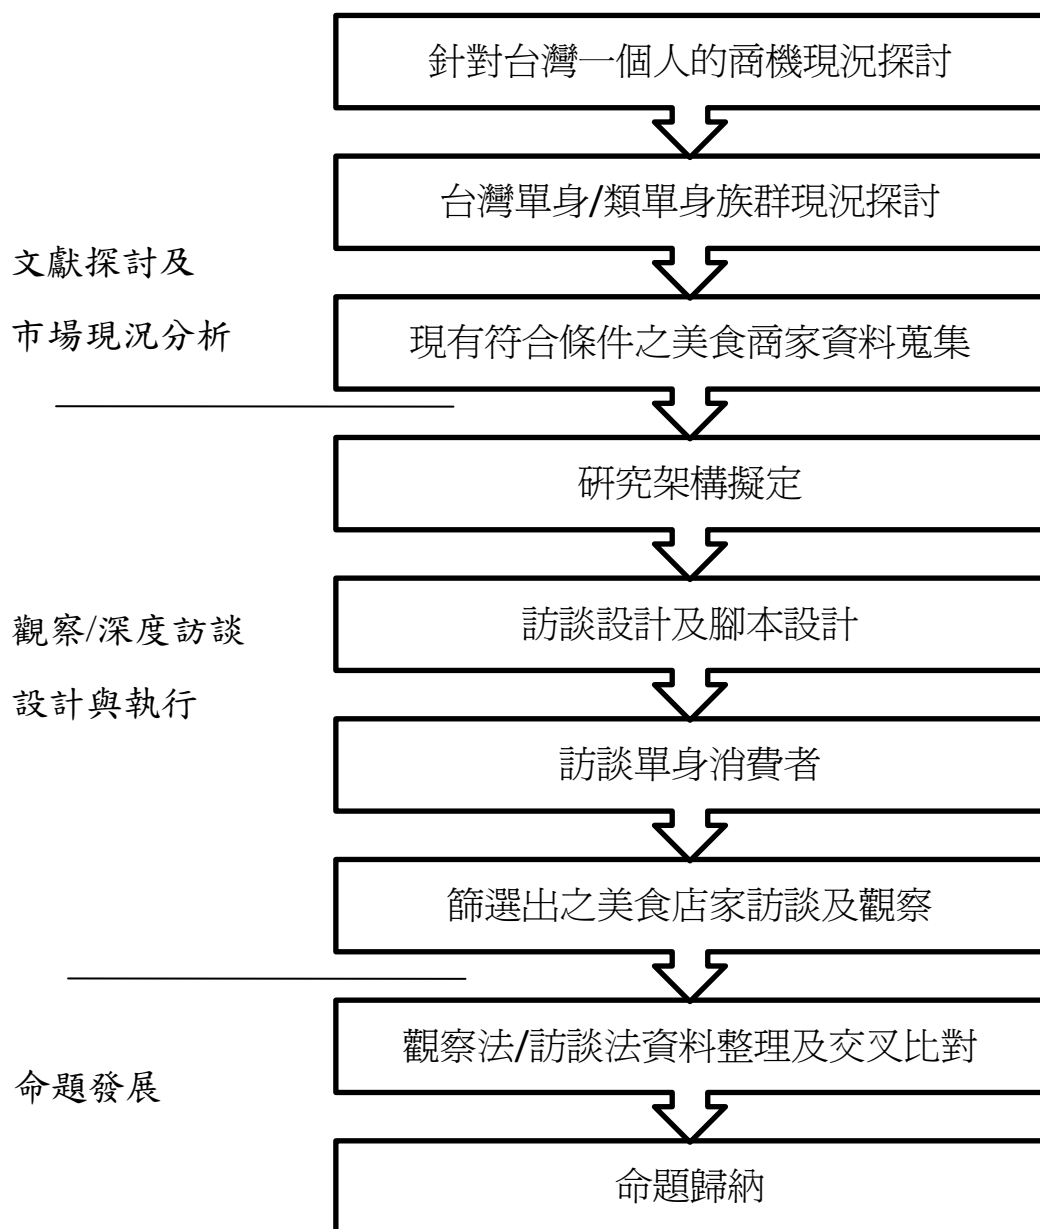 針對台灣一個人的商機現況探討
台灣單身/類單身族群現況探討
文獻探討及
市場現況分析
現有符合條件之美食商家資料蒐集
研究架構擬定
觀察/深度訪談
設計與執行
訪談設計及腳本設計
訪談單身消費者
篩選出之美食店家訪談及觀察
觀察法/訪談法資料整理及交叉比對
命題發展
命題歸納